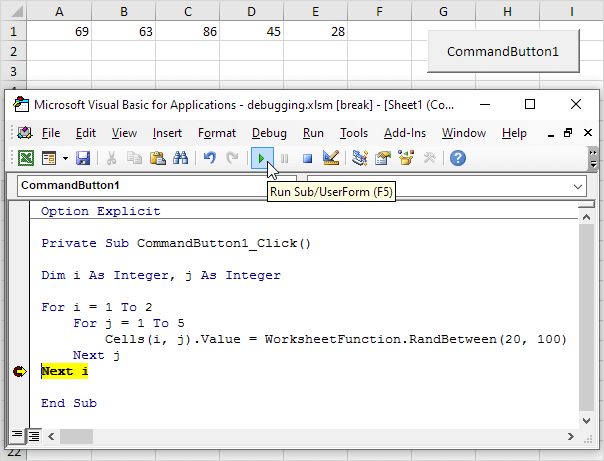 A B C D E F G H I
1 69 63 86 45 28
CommandButton1
2
3
Microsoft Visual Basic for Applications - debugging.xlsm [break] - [Sheet1 (Co...
File Edit View Insert Format Debug Run Tools Add-Ins Window Help
CommandButton1
Run Sub/UserForm (F5)
Option Explicit
Private Sub CommandButton1_Click()
Dim i As Integer, j As Integer
For i = 1 To 2
For j = 1 To 5
Cells(i, j).Value = WorksheetFunction.RandBetween(20, 100)
Next j
Next i
End Sub
22